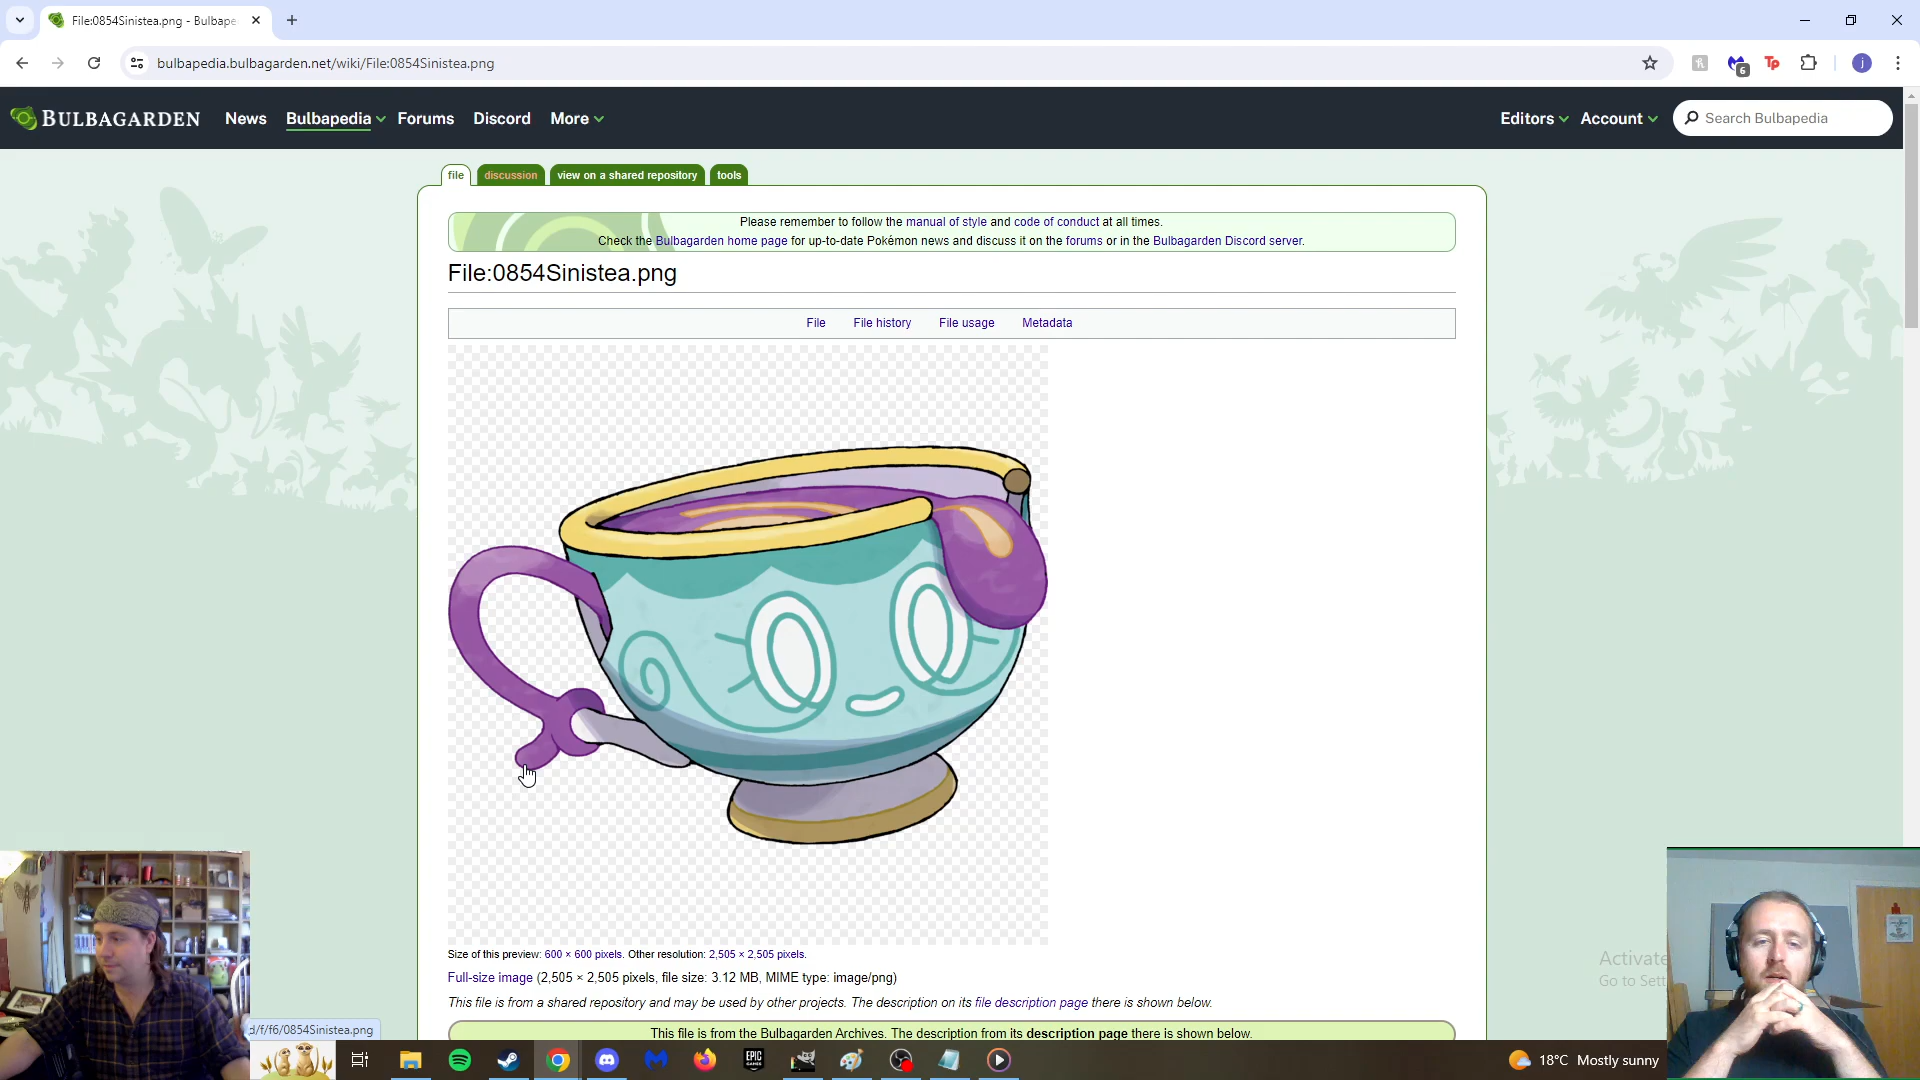 File:0854Sinistea.png - Bulbape
bulbapedia.bulbagarden.net/wiki/File:0854Sinistea.png
6
Tp
j
BULBAGARDEN
News
Bulbapedia
Forums
Discord
More
Editors
Account
Search Bulbapedia
file
discussion
view on a shared repository
tools
Please remember to follow the manual of style and code of conduct at all times.
Check the Bulbagarden home page for up-to-date Pokémon news and discuss it on the forums or in the Bulbagarden Discord server.
File:0854Sinistea.png
File
File history
File usage
Metadata
Size of this preview: 600 × 600 pixels. Other resolution: 2,505 × 2,505 pixels.
Full-size image (2,505 × 2,505 pixels, file size: 3.12 MB, MIME type: image/png)
This file is from a shared repository and may be used by other projects. The description on its file description page there is shown below.
This file is from the Bulbagarden Archives. The description from its description page there is shown below.
Activate
Go to Sett
d/f/f6/0854Sinistea.png
EPIC
GAMES
18°C Mostly sunny